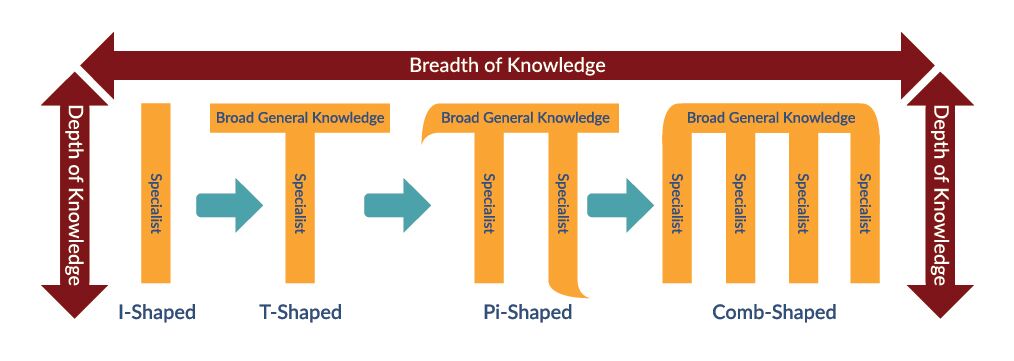 Breadth of Knowledge
Depth of Knowledge
Depth of Knowledge
Broad General Knowledge
Broad General Knowledge
Broad General Knowledge
Specialist
Specialist
Specialist
Specialist
Specialist
Specialist
Specialist
Specialist
I-Shaped
T-Shaped
Pi-Shaped
Comb-Shaped